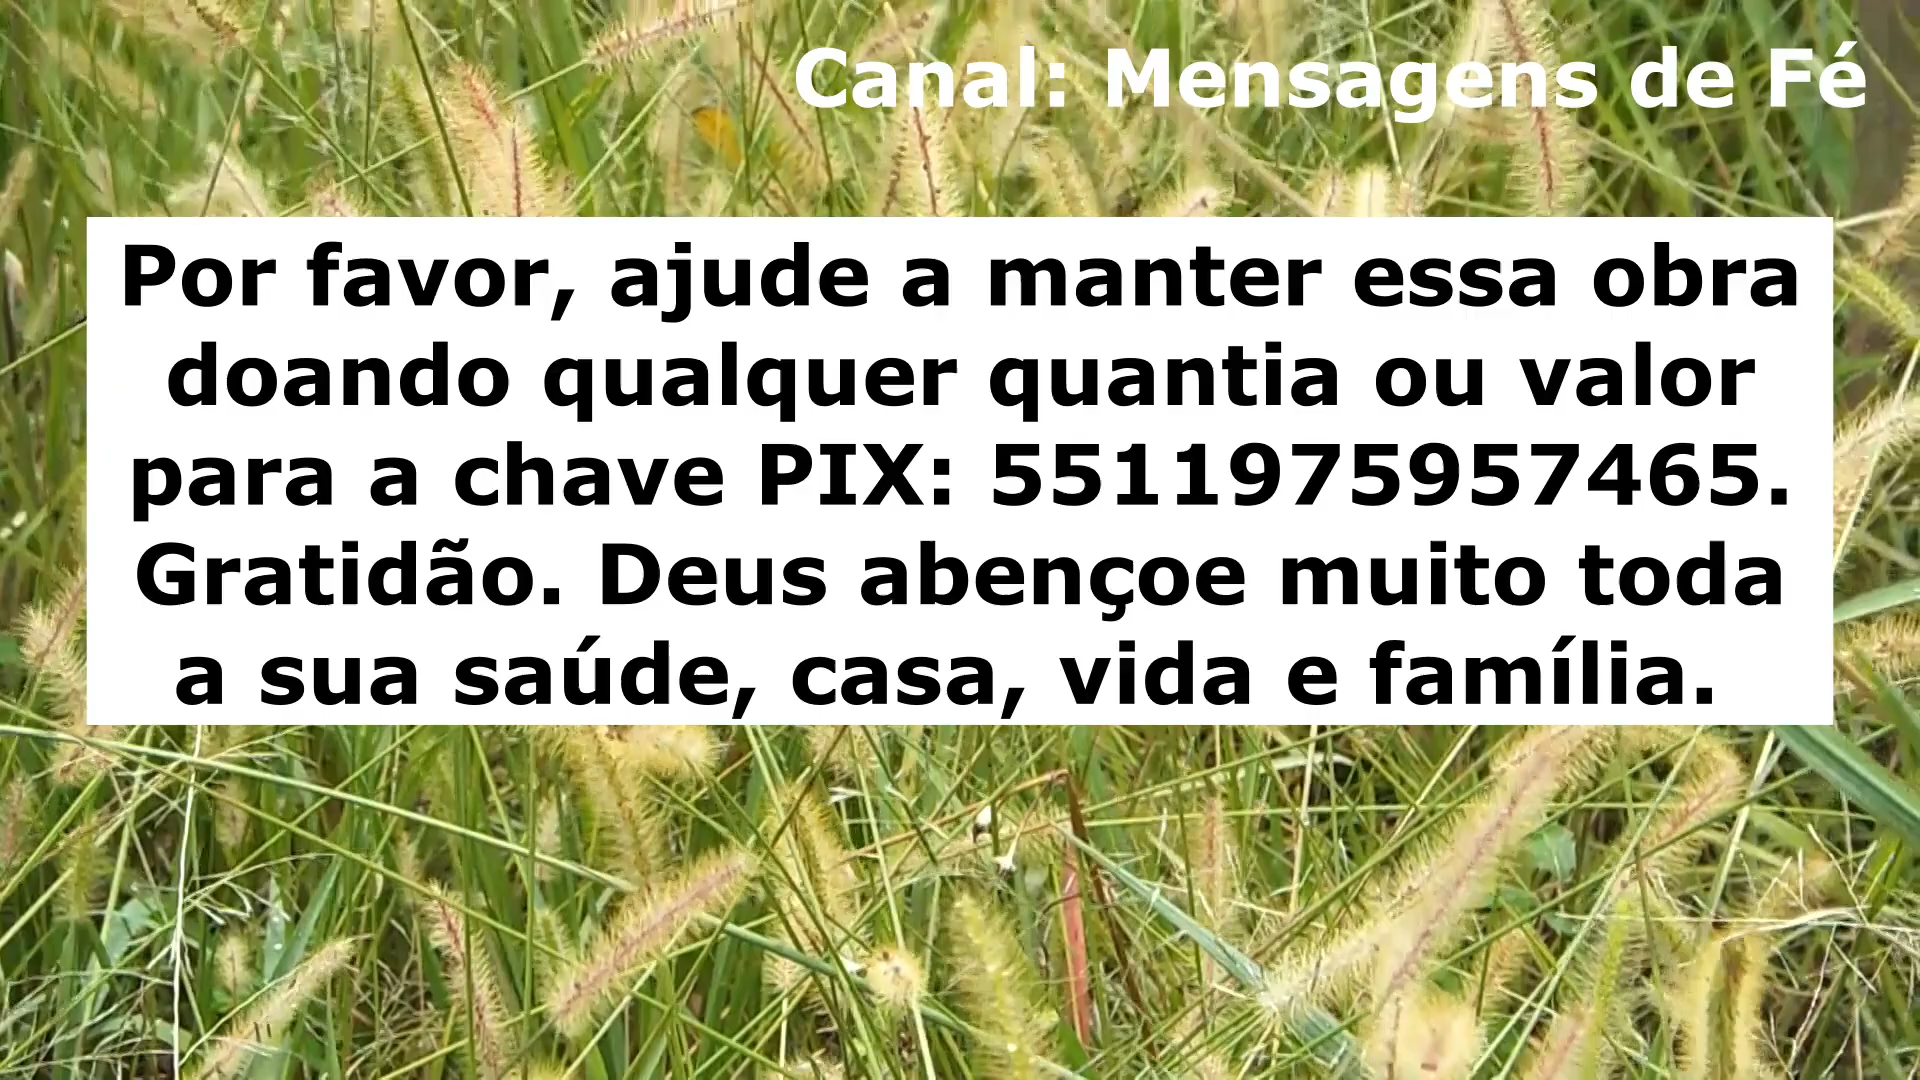 Canal: Mensagens de Fé
Por favor, ajude a manter essa obra
doando qualquer quantia ou valor
para a chave PIX: 5511975957465.
Gratidão. Deus abençoe muito toda
a sua saúde, casa, vida e família.